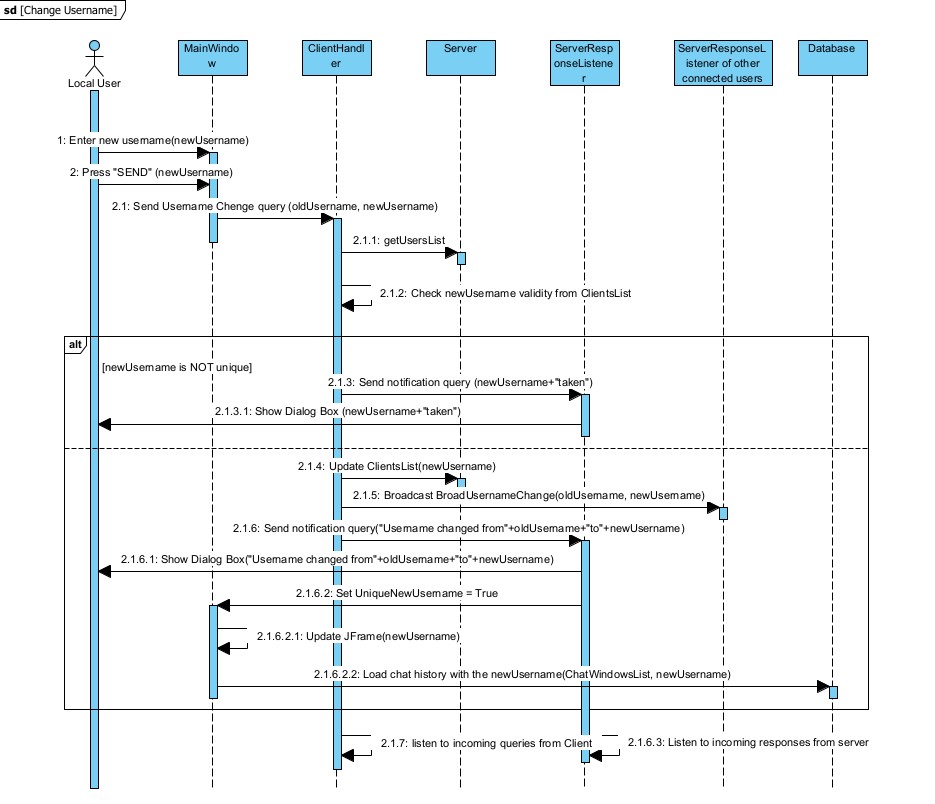 sd [Change Username]
Local User
MainWindo
w
ClientHandl
er
Server
ServerResp
onseListene
r
ServerResponseL
istener of other
connected users
Database
1: Enter new username(newUsername)
2: Press "SEND" (newUsername)
2.1: Send Username Chenge query (oldUsername, newUsername)
2.1.1: getUsersList
2.1.2: Check newUsername validity from ClientsList
alt
[newUsername is NOT unique]
2.1.3: Send notification query (newUsername+"taken")
2.1.3.1: Show Dialog Box (newUsername+"taken")
2.1.4: Update ClientsList(newUsername)
2.1.5: Broadcast BroadUsernameChange(oldUsername, newUsername)
2.1.6: Send notification query("Username changed from"+oldUsername+"to"+newUsername)
2.1.6.1: Show Dialog Box("Username changed from"+oldUsername+"to"+newUsername)
2.1.6.2: Set UniqueNewUsername = True
2.1.6.2.1: Update JFrame(newUsername)
2.1.6.2.2: Load chat history with the newUsername(ChatWindowsList, newUsername)
2.1.7: listen to incoming queries from Client
2.1.6.3: Listen to incoming responses from server